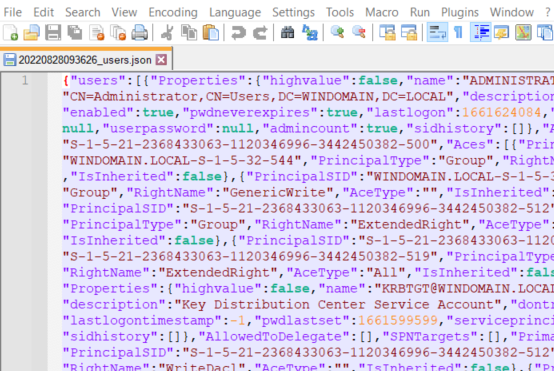 File Edit Search View Encoding Language Settings Tools Macro Run Plugins Window ?
20220828093626_users.json
1 {"users":[{"Properties":{"highvalue":false,"name":"ADMINISTRAT
"CN=Administrator,CN=Users,DC=WINDOMAIN,DC=LOCAL","description
"enabled":true,"pwdneverexpires":true,"lastlogon":1661624084,"
null,"userpassword":null,"admincount":true,"sidhistory":[]},"A
"S-1-5-21-2368433063-1120346996-3442450382-500","Aces":[{"Prin
"WINDOMAIN.LOCAL-S-1-5-32-544","PrincipalType":"Group","RightN
,"IsInherited":false},{"PrincipalSID":"WINDOMAIN.LOCAL-S-1-5-3
Group","RightName":"GenericWrite","AceType":"","IsInherited":
"PrincipalSID":"S-1-5-21-2368433063-1120346996-3442450382-512"
"PrincipalType":"Group","RightName":"ExtendedRight","AceType":
"IsInherited":false},{"PrincipalSID":"S-1-5-21-2368433063-1120
"S-1-5-21-2368433063-1120346996-3442450382-519","PrincipalType
"RightName":"ExtendedRight","AceType":"All","IsInherited":fals
"Properties":{"highvalue":false,"name":"KRBTGT@WINDOMAIN.LOCAL
"description":"Key Distribution Center Service Account","dontr
"lastlogontimestamp":-1,"pwdlastset":1661599599,"serviceprinci
"sidhistory":[]},"AllowedToDelegate":[],"SPNTargets":[],"Prima
"PrincipalSID":"S-1-5-21-2368433063-1120346996-3442450382-512"
"RightName":"WriteDacl","AceType":"","IsInherited":false},{"P